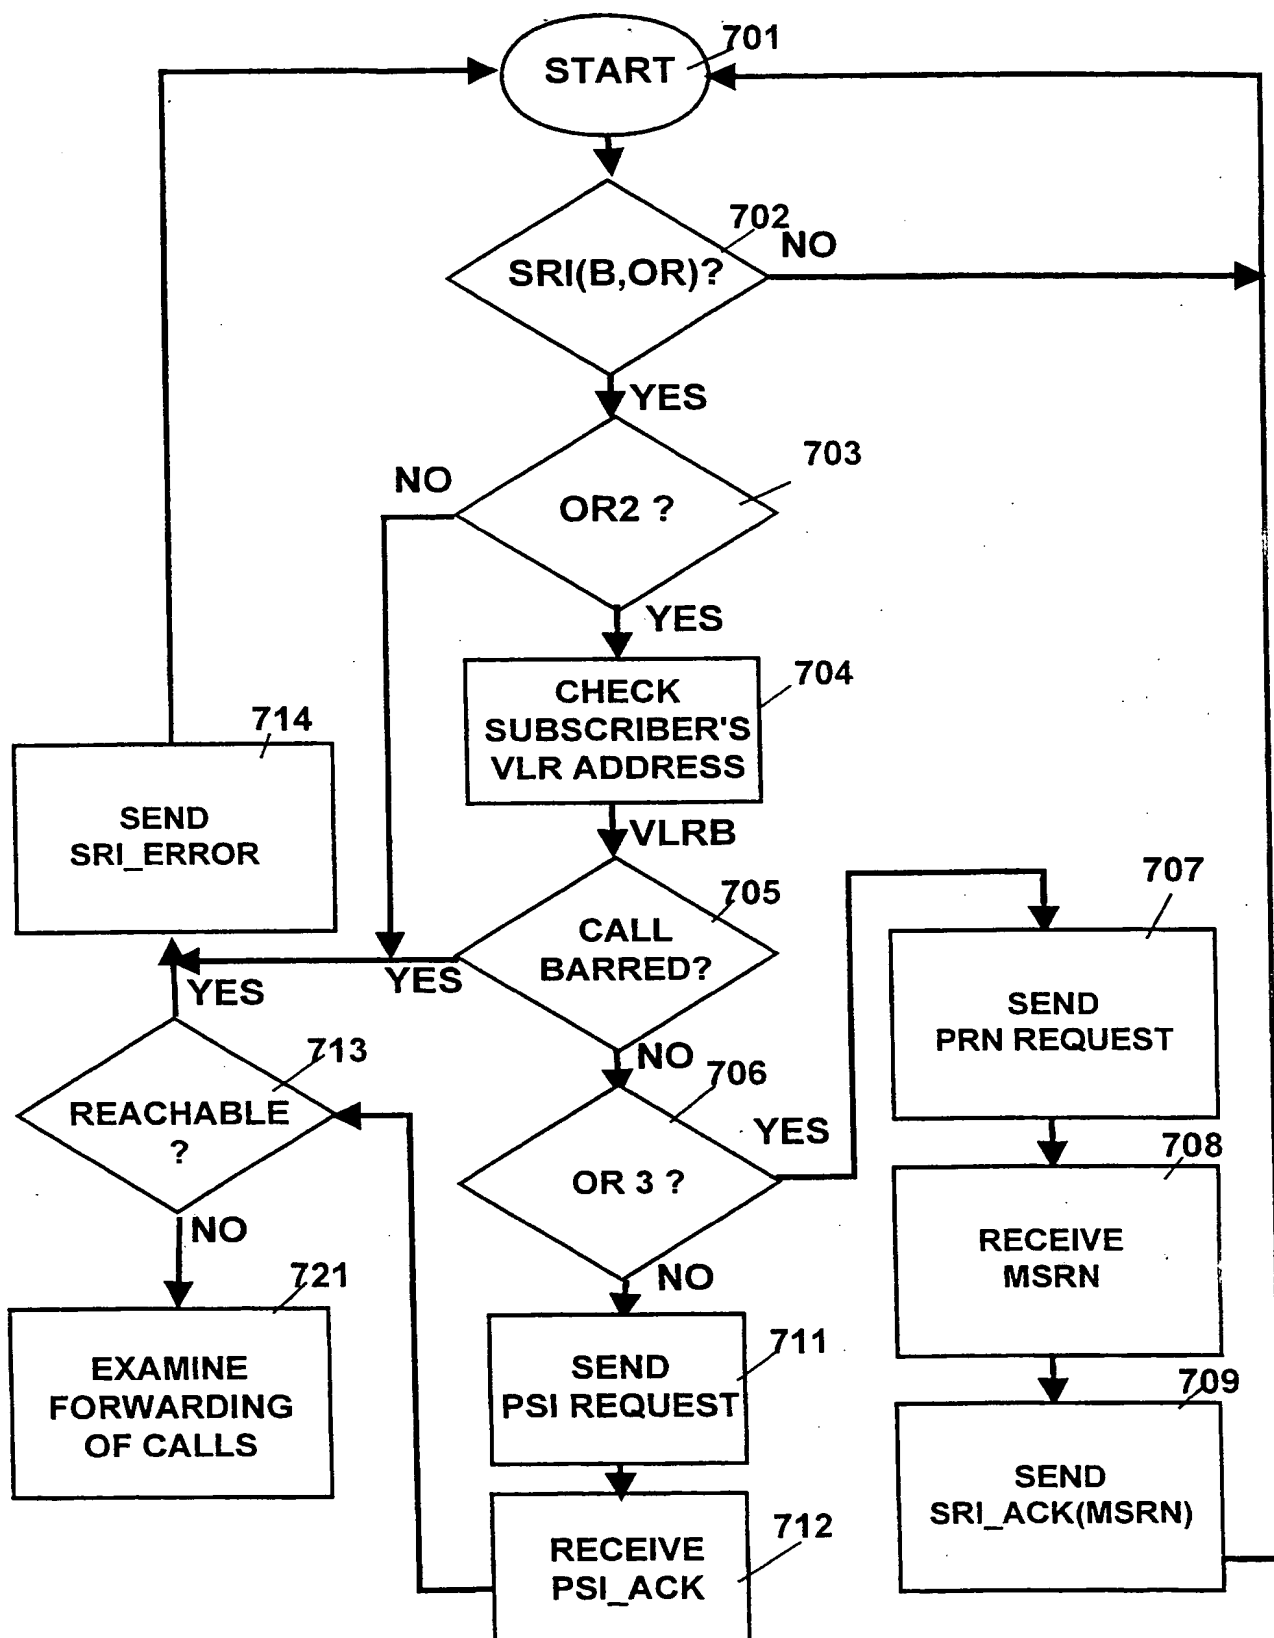 701
START
702
SRI(B,OR)?
NO
YES
703
NO
OR2 ?
YES
704
CHECK
SUBSCRIBER'S
VLR ADDRESS
714
SEND
SRI_ERROR
VLRB
705
CALL
BARRED?
YES
YES
NO
707
SEND
PRN REQUEST
713
REACHABLE
?
706
YES
OR 3 ?
708
RECEIVE
MSRN
NO
NO
721
EXAMINE
FORWARDING
OF CALLS
711
SEND
PSI REQUEST
709
SEND
SRI_ACK(MSRN)
712
RECEIVE
PSI_ACK